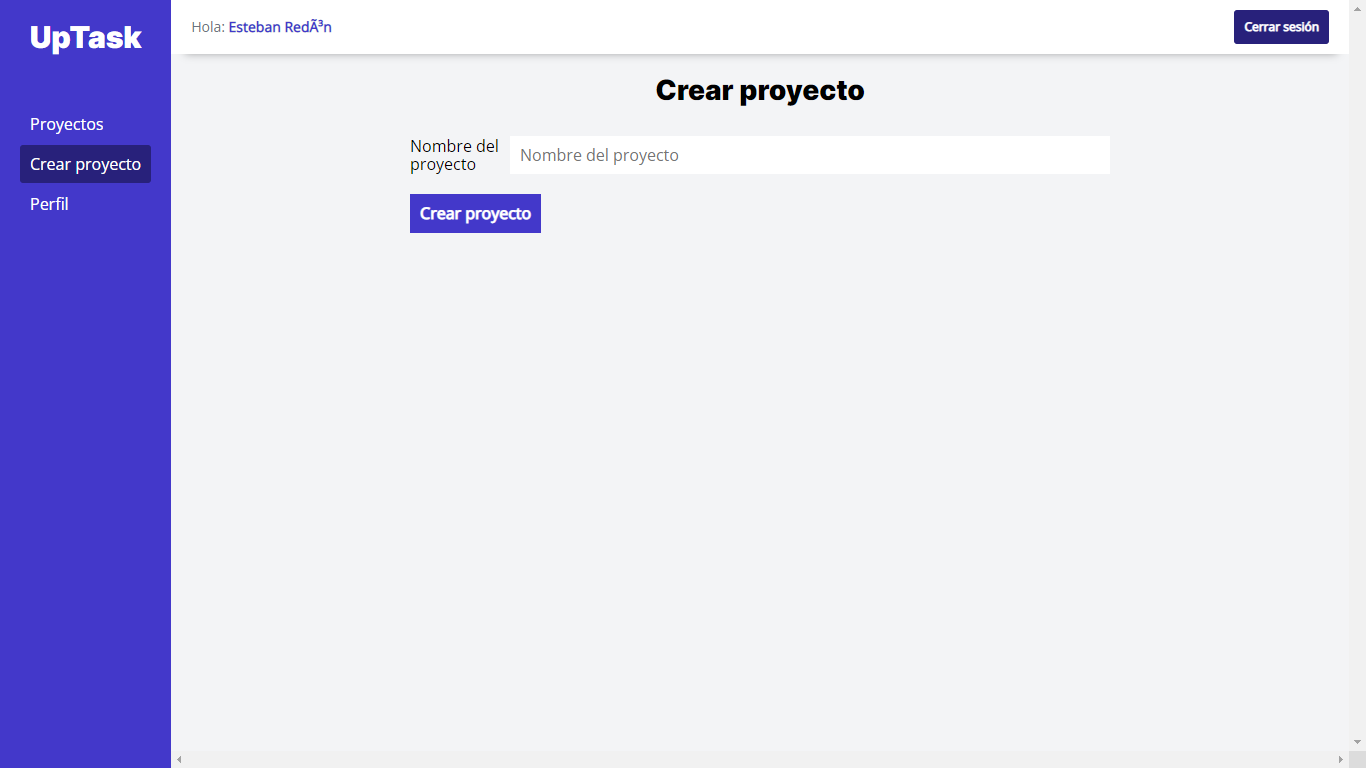 UpTask
Hola: Esteban RedÃ³n
Cerrar sesión
Proyectos
Crear proyecto
Perfil
Crear proyecto
Nombre del
proyecto
Nombre del proyecto
Crear proyecto